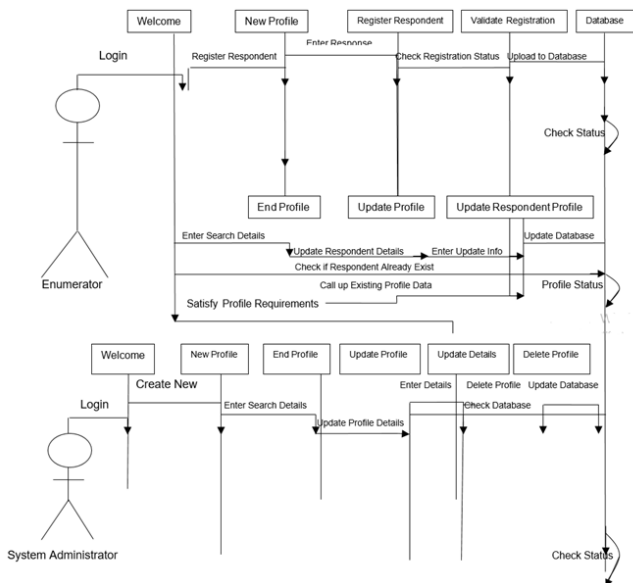 Welcome
New Profile
Register Respondent
Validate Registration
Database
Enter Response
Login
Register Respondent
Check Registration Status
Upload to Database
Check Status
End Profile
Update Profile
Update Respondent Profile
Enter Search Details
Update Database
Update Respondent Details
Enter Update Info
Check if Respondent Already Exist
Enumerator
Call up Existing Profile Data
Profile Status
Satisfy Profile Requirements
Welcome
New Profile
End Profile
Update Profile
Update Details
Delete Profile
Create New
Enter Details
Delete Profile
Update Database
Login
Enter Search Details
Check Database
Update Profile Details
System Administrator
Check Status